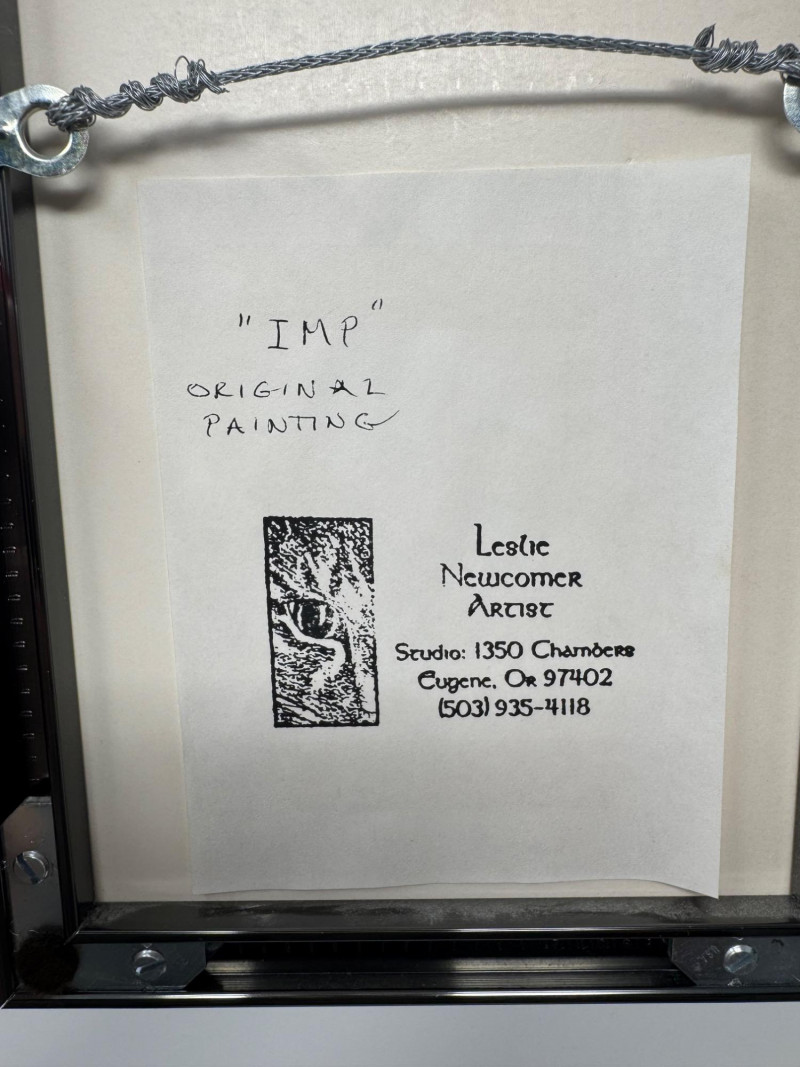 "IMP"
ORIGINAL
PAINTING
Leslie
Newcomer
Artist
Studio: 1350 Chambers
Eugene, Or 97402
(503) 935-4118